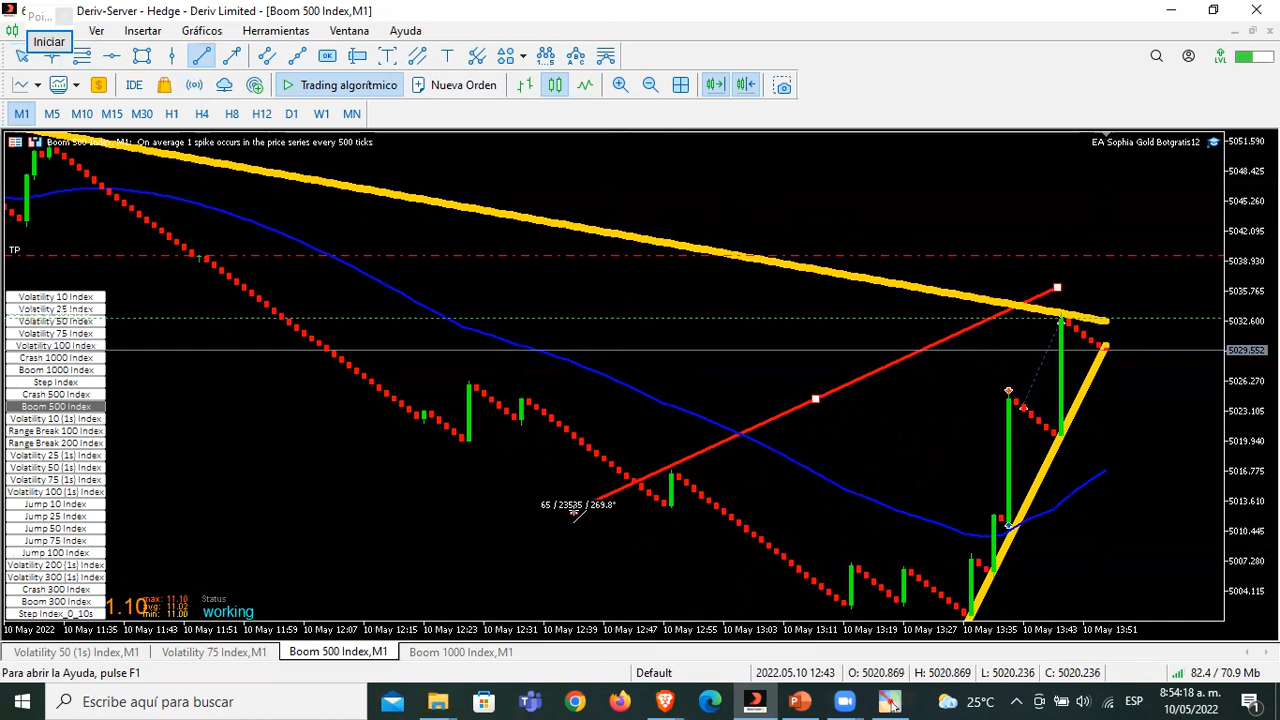 6 Deriv-Server - Hedge - Deriv Limited - [Boom 500 Index,M1]
Poi...
Iniciar
Ver Insertar Gráficos Herramientas Ventana Ayuda
OK
IDE Trading algorítmico Nueva Orden
LVL
M1 M5 M10 M15 M30 H1 H4 H8 H12 D1 W1 MN
Boom 500 Index, M1: On average 1 spike occurs in the price series every 500 ticks
EA Sophia Gold Botgratis12
5051.590
5048.425
5045.260
5042.095
5038.930
5035.765
5032.600
5029.552
5026.270
5023.105
5019.940
5016.775
5013.610
5010.445
5007.280
5004.115
TP
Volatility 10 Index
Volatility 25 Index
Volatility 50 Index
Volatility 75 Index
Volatility 100 Index
Crash 1000 Index
Boom 1000 Index
Step Index
Crash 500 Index
Boom 500 Index
Volatility 10 (1s) Index
Range Break 100 Index
Range Break 200 Index
Volatility 25 (1s) Index
Volatility 50 (1s) Index
Volatility 75 (1s) Index
Volatility 100 (1s) Index
Jump 10 Index
Jump 25 Index
Jump 50 Index
Jump 75 Index
Jump 100 Index
Volatility 200 (1s) Index
Volatility 300 (1s) Index
Crash 300 Index
Boom 300 Index
Step Index_0_10s
65 / 23535 / 269.8°
1.10
max: 11.10
avg: 11.02
min: 11.00
Status
working
10 May 2022 10 May 11:35 10 May 11:43 10 May 11:51 10 May 11:59 10 May 12:07 10 May 12:15 10 May 12:23 10 May 12:31 10 May 12:39 10 May 12:47 10 May 12:55 10 May 13:03 10 May 13:11 10 May 13:19 10 May 13:27 10 May 13:35 10 May 13:43 10 May 13:51
Volatility 50 (1s) Index,M1 Volatility 75 Index,M1 Boom 500 Index,M1 Boom 1000 Index,M1
Para abrir la Ayuda, pulse F1 Default 2022.05.10 12:43 O: 5020.869 H: 5020.869 L: 5020.236 C: 5020.236 82.4 / 70.9 Mb
Escribe aquí para buscar
25°C
ESP
8:54:18 a. m.
10/05/2022
1